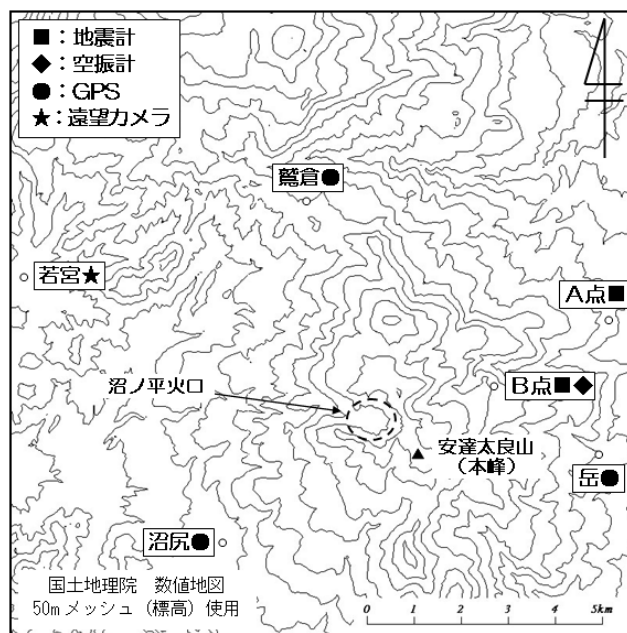 ■：地震計
◆：空振計
●：GPS
★：遠望カメラ
鷲倉●
若宮★
A点■
沼ノ平火口
B点■◆
安達太良山
（本峰）
岳●
沼尻●
国土地理院　数値地図
50mメッシュ（標高）使用
0 1 2 3 4 5km